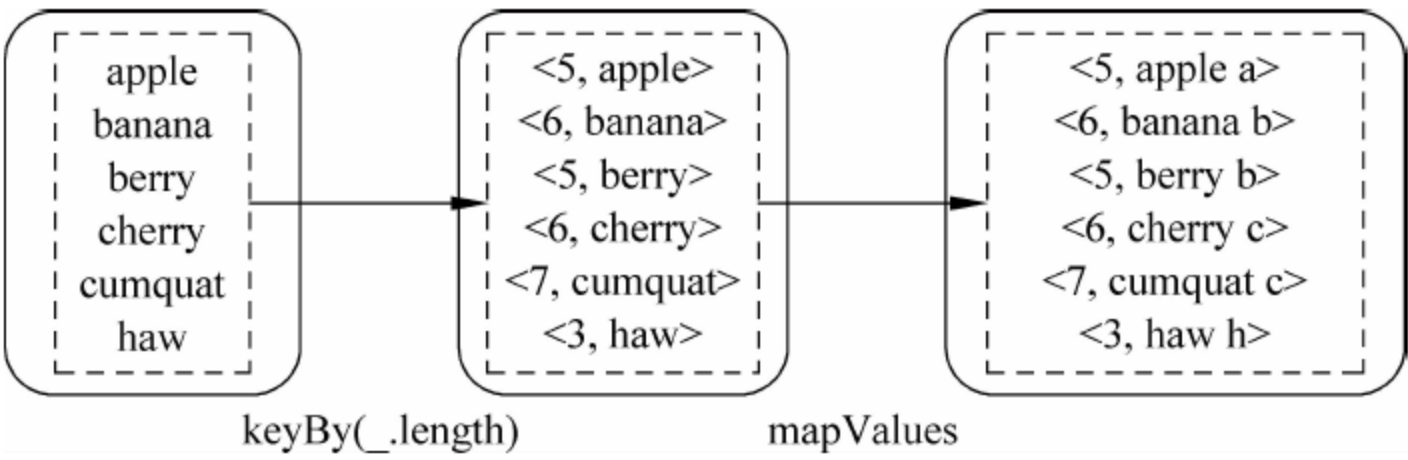 apple
banana
berry
cherry
cumquat
haw
<5, apple>
<6, banana>
<5, berry>
<6, cherry>
<7, cumquat>
<3, haw>
<5, apple a>
<6, banana b>
<5, berry b>
<6, cherry c>
<7, cumquat c>
<3, haw h>
keyBy(_.length)
mapValues